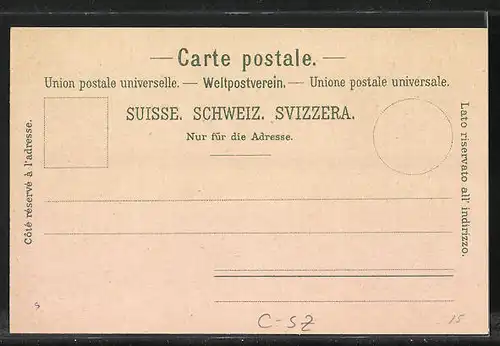 — Carte postale. —
Union postale universelle. — Weltpostverein. — Unione postale universale.
SUISSE. SCHWEIZ. SVIZZERA.
Nur für die Adresse.
Côté réservé à l'adresse.
Lato riservato all' indirizzo.
C-SZ
15